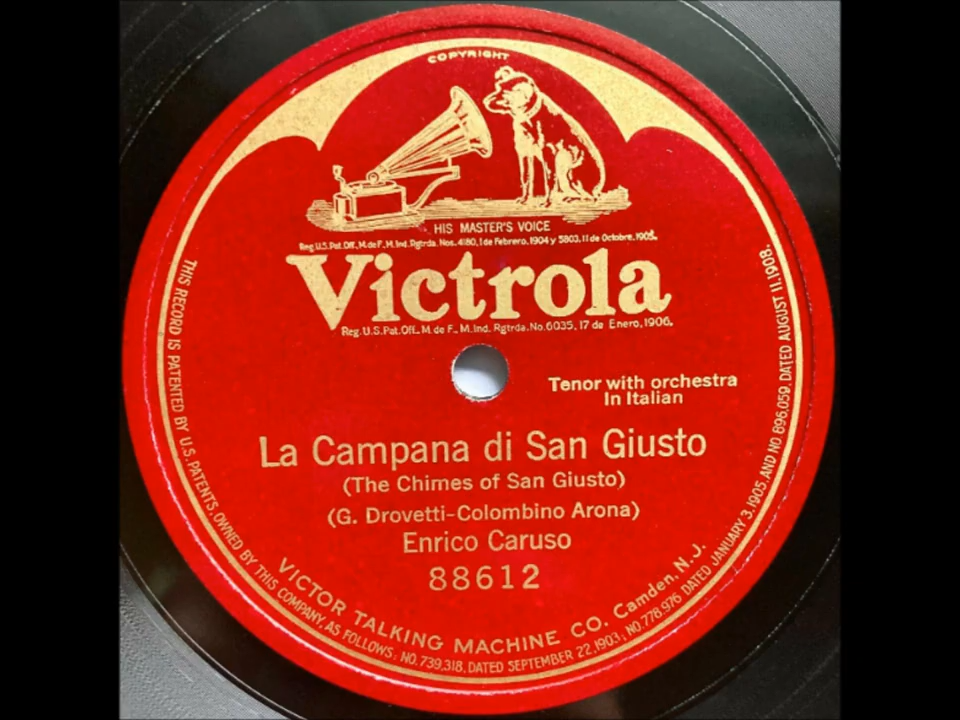 COPYRIGHT
HIS MASTER'S VOICE
Reg. U.S. Pat. Off., M. de F., M. Ind. Rgtrda. Nos. 4180, 1 de Febrero, 1904 y 5803, 11 de Octubre, 1905.
Victrola
Reg. U.S. Pat. Off., M. de F., M. Ind. Rgtrda. No. 6035, 17 de Enero, 1906.
Tenor with orchestra
In Italian
La Campana di San Giusto
(The Chimes of San Giusto)
(G. Drovetti-Colombino Arona)
Enrico Caruso
88612
VICTOR TALKING MACHINE CO. Camden, N. J.
THIS RECORD IS PATENTED BY U.S. PATENTS, OWNED BY THIS COMPANY, AS FOLLOWS: NO. 739,318, DATED SEPTEMBER 22, 1903; NO. 778,976 DATED JANUARY 3, 1905, AND NO. 896,059, DATED AUGUST 11, 1908.